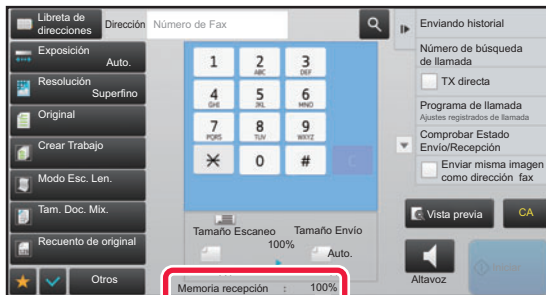 Libreta de
direcciones
Dirección
Número de Fax
Exposición
Auto.
Resolución
Superfino
Original
Crear Trabajo
Modo Esc. Len.
Tam. Doc. Mix.
Recuento de original
Otros
1
2
ABC
3
DEF
4
GHI
5
JKL
6
MNO
7
PQRS
8
TUV
9
WXYZ
0
#
C
Tamaño Escaneo
Tamaño Envío
100%
Auto.
Memoria recepción : 100%
Enviando historial
Número de búsqueda
de llamada
TX directa
Programa de llamada
Ajustes registrados de llamada
Comprobar Estado
Envío/Recepción
Enviar misma imagen
como dirección fax
Vista previa
CA
Altavoz